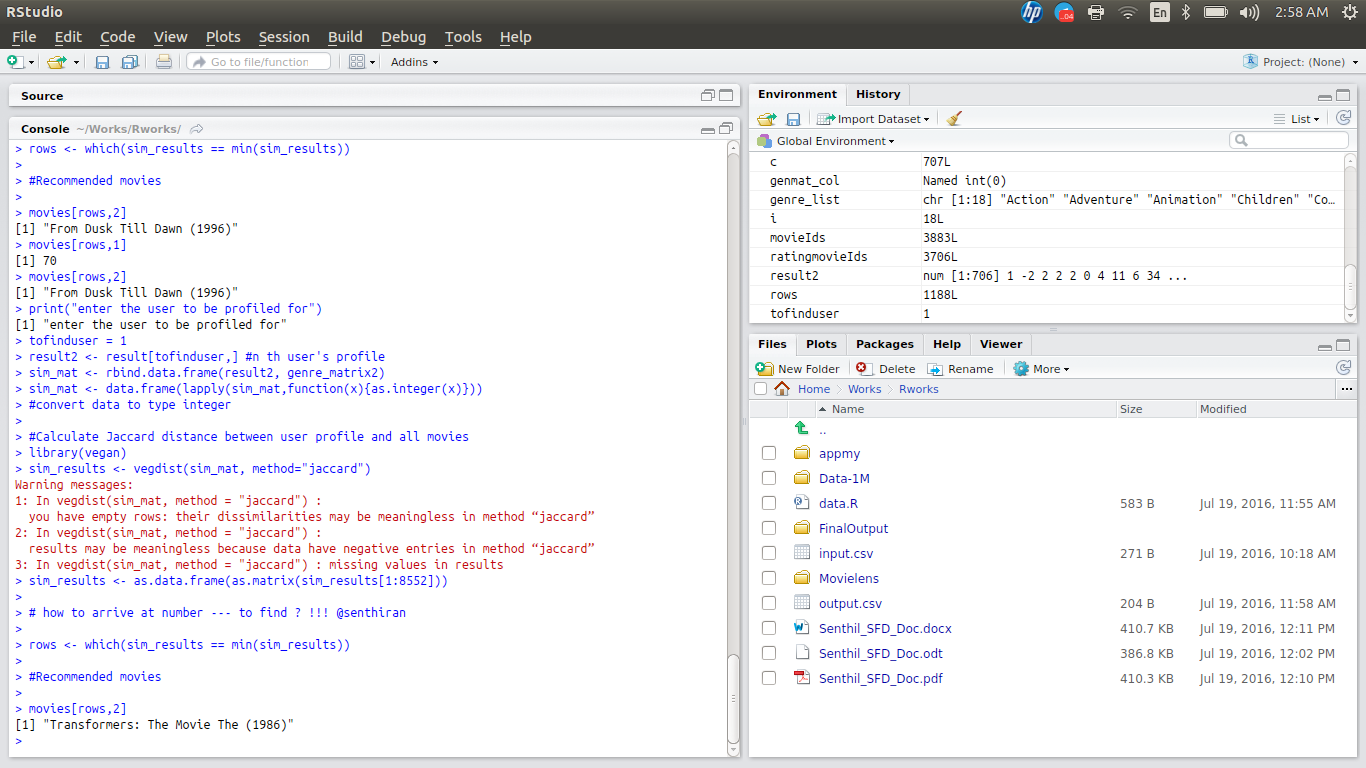 RStudio
.04
En
2:58 AM
File Edit Code View Plots Session Build Debug Tools Help
Go to file/function
Addins
Project: (None)
Source
Console ~/Works/Rworks/
> rows <- which(sim_results == min(sim_results))
>
> #Recommended movies
>
> movies[rows,2]
[1] "From Dusk Till Dawn (1996)"
> movies[rows,1]
[1] 70
> movies[rows,2]
[1] "From Dusk Till Dawn (1996)"
> print("enter the user to be profiled for")
[1] "enter the user to be profiled for"
> tofinduser = 1
> result2 <- result[tofinduser,] #n th user's profile
> sim_mat <- rbind.data.frame(result2, genre_matrix2)
> sim_mat <- data.frame(lapply(sim_mat,function(x){as.integer(x)}))
> #convert data to type integer
>
> #Calculate Jaccard distance between user profile and all movies
> library(vegan)
> sim_results <- vegdist(sim_mat, method="jaccard")
Warning messages:
1: In vegdist(sim_mat, method = "jaccard") :
  you have empty rows: their dissimilarities may be meaningless in method “jaccard”
2: In vegdist(sim_mat, method = "jaccard") :
  results may be meaningless because data have negative entries in method “jaccard”
3: In vegdist(sim_mat, method = "jaccard") : missing values in results
> sim_results <- as.data.frame(as.matrix(sim_results[1:8552]))
>
> # how to arrive at number --- to find ? !!! @senthiran
>
> rows <- which(sim_results == min(sim_results))
>
> #Recommended movies
>
> movies[rows,2]
[1] "Transformers: The Movie The (1986)"
>
Environment History
Import Dataset
List
Global Environment
c 707L
genmat_col Named int(0)
genre_list chr [1:18] "Action" "Adventure" "Animation" "Children" "Co…
i 18L
movieIds 3883L
ratingmovieIds 3706L
result2 num [1:706] 1 -2 2 2 2 0 4 11 6 34 ...
rows 1188L
tofinduser 1
Files Plots Packages Help Viewer
New Folder Delete Rename More
Home Works Rworks ...
Name Size Modified
..
appmy
Data-1M
data.R 583 B Jul 19, 2016, 11:55 AM
FinalOutput
input.csv 271 B Jul 19, 2016, 10:18 AM
Movielens
output.csv 204 B Jul 19, 2016, 11:58 AM
Senthil_SFD_Doc.docx 410.7 KB Jul 19, 2016, 12:11 PM
Senthil_SFD_Doc.odt 386.8 KB Jul 19, 2016, 12:02 PM
Senthil_SFD_Doc.pdf 410.3 KB Jul 19, 2016, 12:10 PM